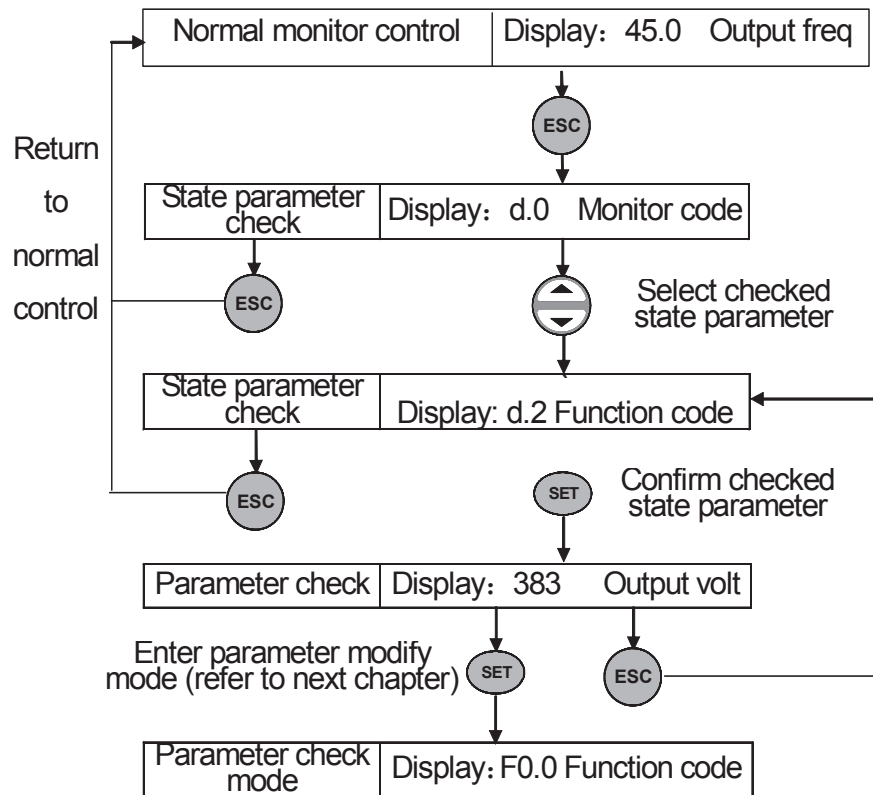 Normal monitor control Display: 45.0 Output freq
ESC
Return
to
normal
control
State parameter
check
Display: d.0 Monitor code
ESC
Select checked
state parameter
State parameter
check
Display: d.2 Function code
ESC
SET
Confirm checked
state parameter
Parameter check Display: 383 Output volt
Enter parameter modify
mode (refer to next chapter)
SET
ESC
Parameter check
mode
Display: F0.0 Function code